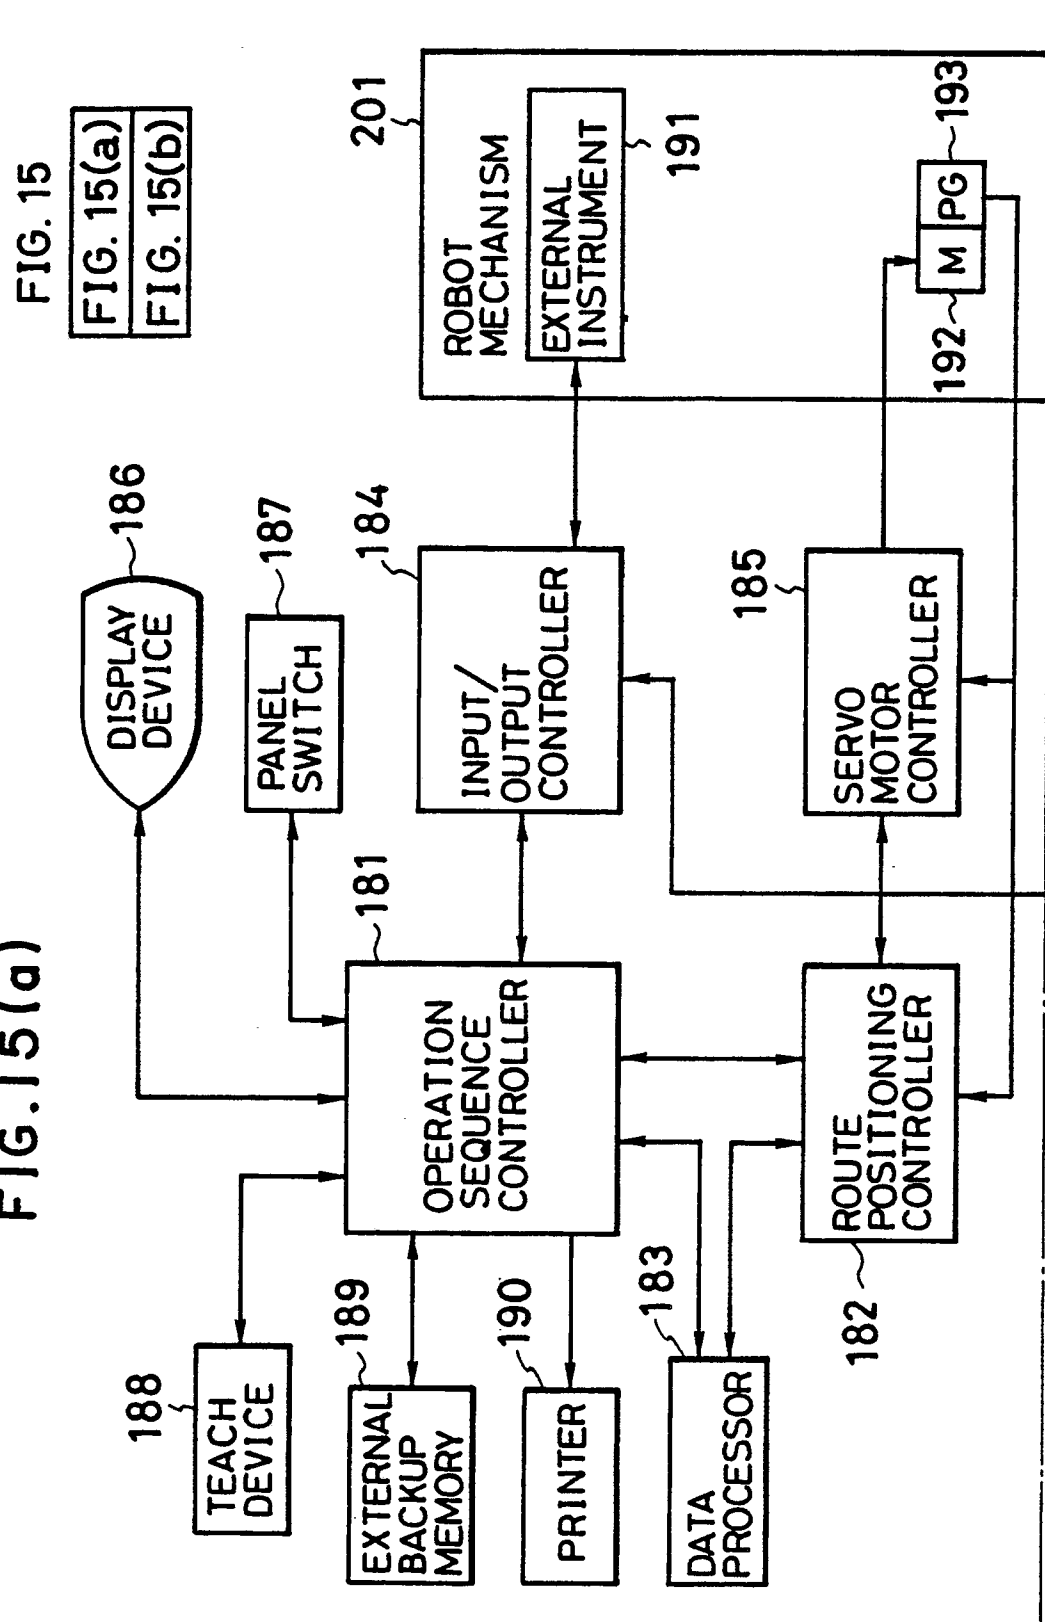 FIG. 15(a)
FIG. 15
FIG. 15(a)
FIG. 15(b)
188
TEACH
DEVICE
DISPLAY
DEVICE
186
PANEL
SWITCH
187
189
EXTERNAL
BACKUP
MEMORY
181
OPERATION
SEQUENCE
CONTROLLER
184
INPUT/
OUTPUT
CONTROLLER
201
ROBOT
MECHANISM
EXTERNAL
INSTRUMENT
191
190
PRINTER
183
DATA
PROCESSOR
182
ROUTE
POSITIONING
CONTROLLER
185
SERVO
MOTOR
CONTROLLER
192
M
PG
193